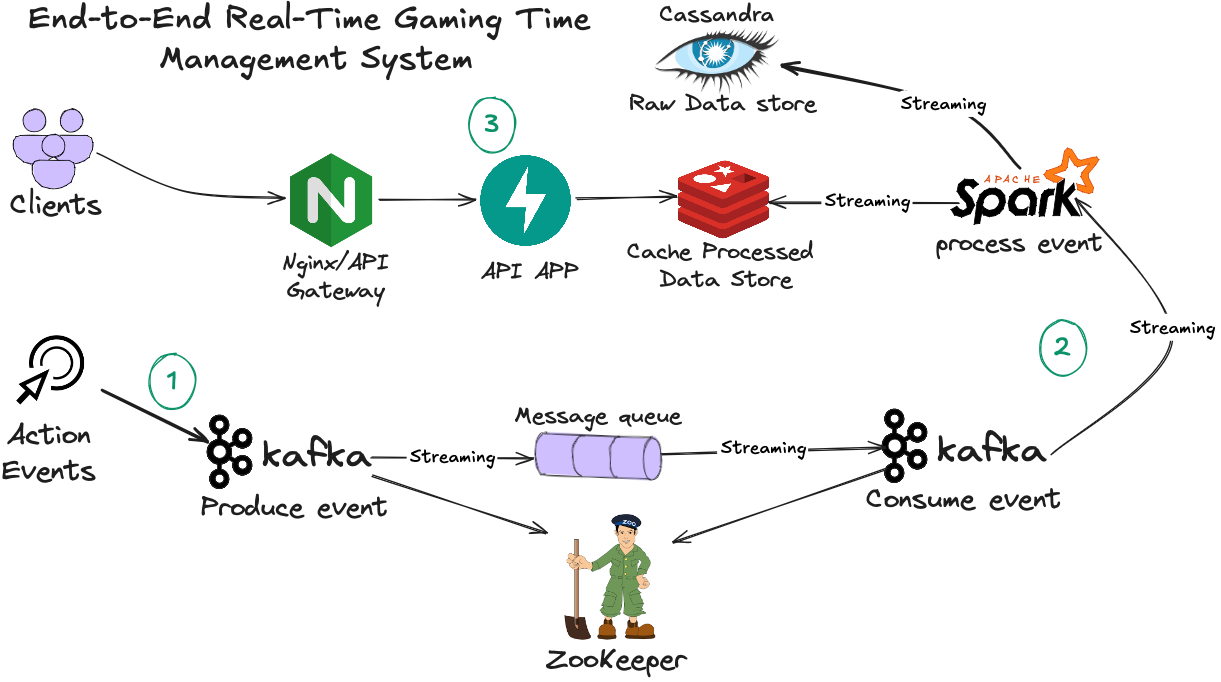 End-to-End Real-Time Gaming Time
Management System
Cassandra
Raw Data store
Streaming
3
Clients
Nginx/API
Gateway
API APP
Cache Processed
Data Store
Streaming
APACHE
Spark
process event
Streaming
2
1
Action
Events
kafka
Produce event
Streaming
Message queue
Streaming
kafka
Consume event
ZOO
ZooKeeper